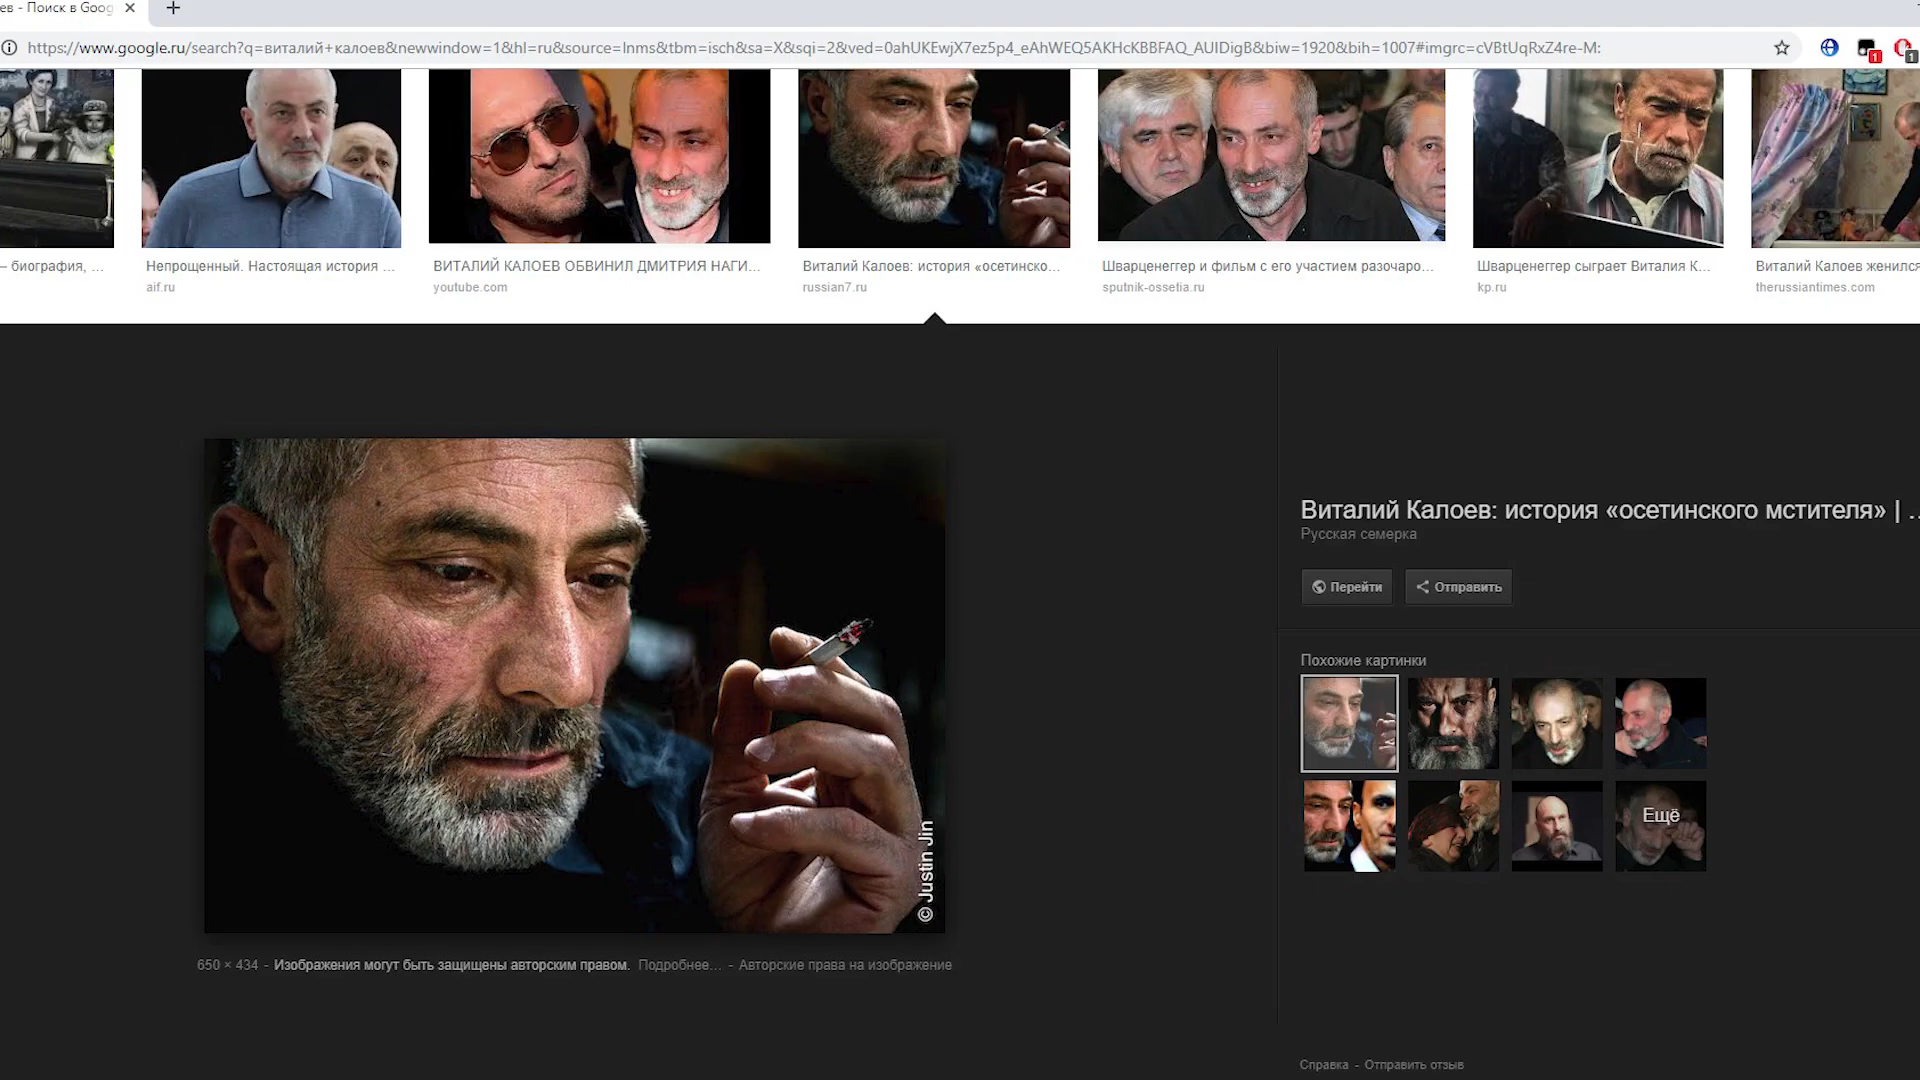 ев - Поиск в Goog
https://www.google.ru/search?q=виталий+калоев&newwindow=1&hl=ru&source=lnms&tbm=isch&sa=X&sqi=2&ved=0ahUKEwjX7ez5p4_eAhWEQ5AKHcKBBFAQ_AUIDigB&biw=1920&bih=1007#imgrc=cVBtUqRxZ4re-M:
1
1
– биография, ...
Непрощенный. Настоящая история ...
aif.ru
ВИТАЛИЙ КАЛОЕВ ОБВИНИЛ ДМИТРИЯ НАГИ...
youtube.com
Виталий Калоев: история «осетинско...
russian7.ru
Шварценеггер и фильм с его участием разочаро...
sputnik-ossetia.ru
Шварценеггер сыграет Виталия К...
kp.ru
Виталий Калоев женился
therussiantimes.com
© Justin Jin
650 × 434 - Изображения могут быть защищены авторским правом. Подробнее... - Авторские права на изображение
Виталий Калоев: история «осетинского мстителя» | ...
Русская семерка
Перейти
Отправить
Похожие картинки
Ещё
Справка - Отправить отзыв